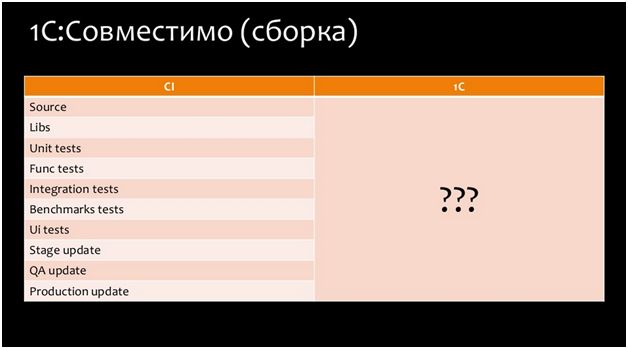 1С:Совместимо (сборка)
CI 1С
Source
Libs
Unit tests
Func tests
Integration tests
Benchmarks tests
Ui tests
Stage update
QA update
Production update
???